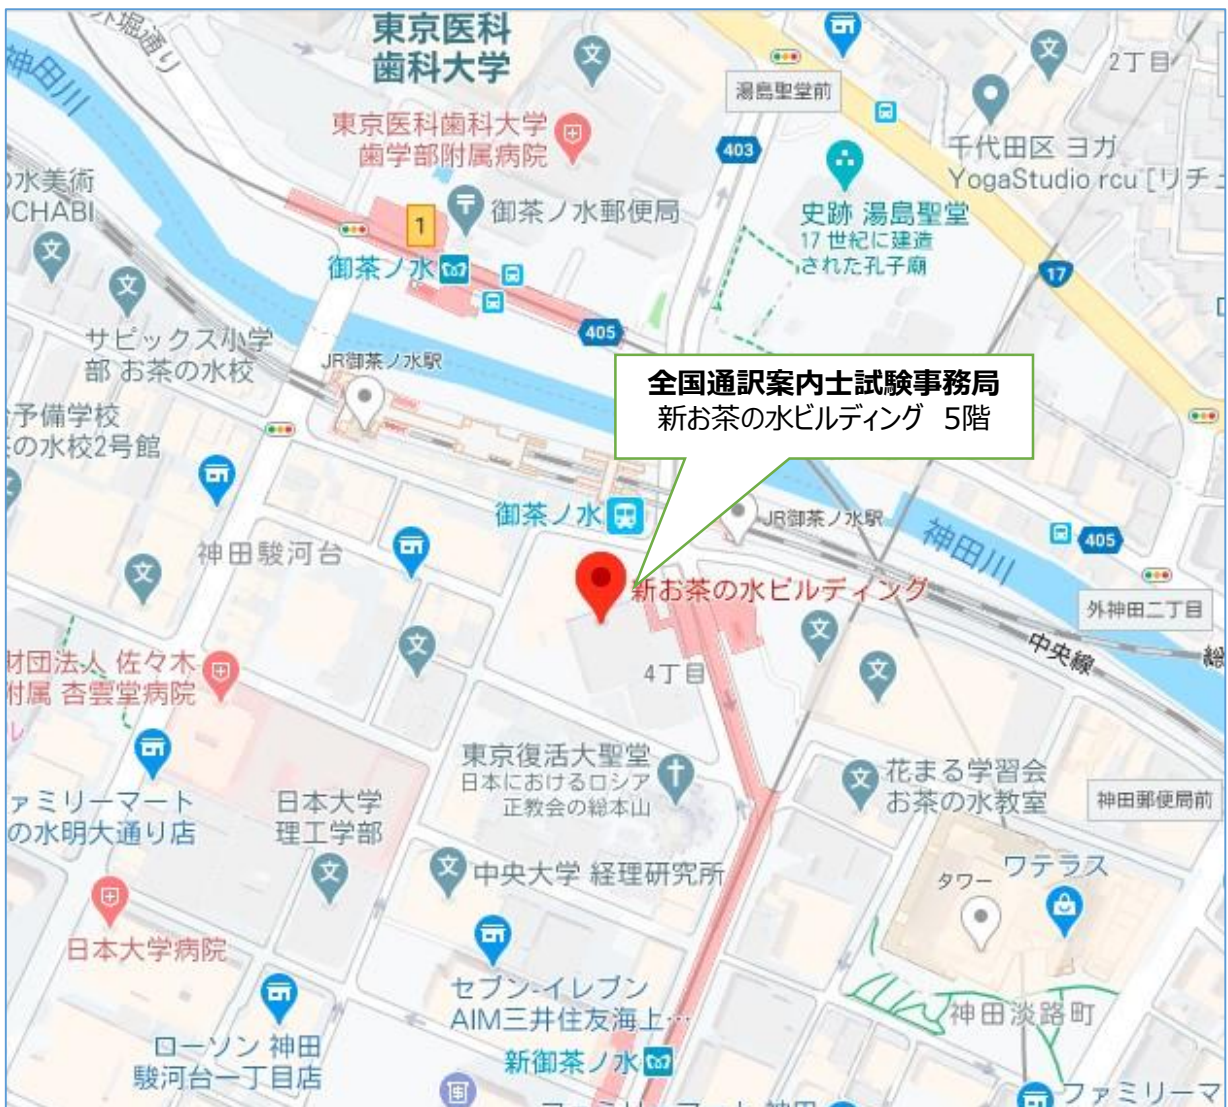 外堀通り
神田川
東京医科
歯科大学
2丁目
湯島聖堂前
東京医科歯科大学
歯学部附属病院
403
千代田区 ヨガ
YogaStudio rcu [リチュ
水美術
OCHABI
1
御茶ノ水郵便局
史跡 湯島聖堂
17 世紀に建造
された孔子廟
御茶ノ水
17
405
サピックス小学
部 お茶の水校
JR御茶ノ水駅
全国通訳案内士試験事務局
新お茶の水ビルディング 5階
予備学校
の水校2号館
御茶ノ水
JR御茶ノ水駅
神田川
405
神田駿河台
新お茶の水ビルディング
外神田二丁目
中央線
総
財団法人 佐々木
附属 杏雲堂病院
4丁目
東京復活大聖堂
日本におけるロシア
正教会の総本山
花まる学習会
お茶の水教室
神田郵便局前
ァミリーマート
の水明大通り店
日本大学
理工学部
中央大学 経理研究所
タワー
ワテラス
日本大学病院
セブン-イレブン
AIM三井住友海上…
神田淡路町
ローソン 神田
駿河台一丁目店
新御茶ノ水
ファミリーマ